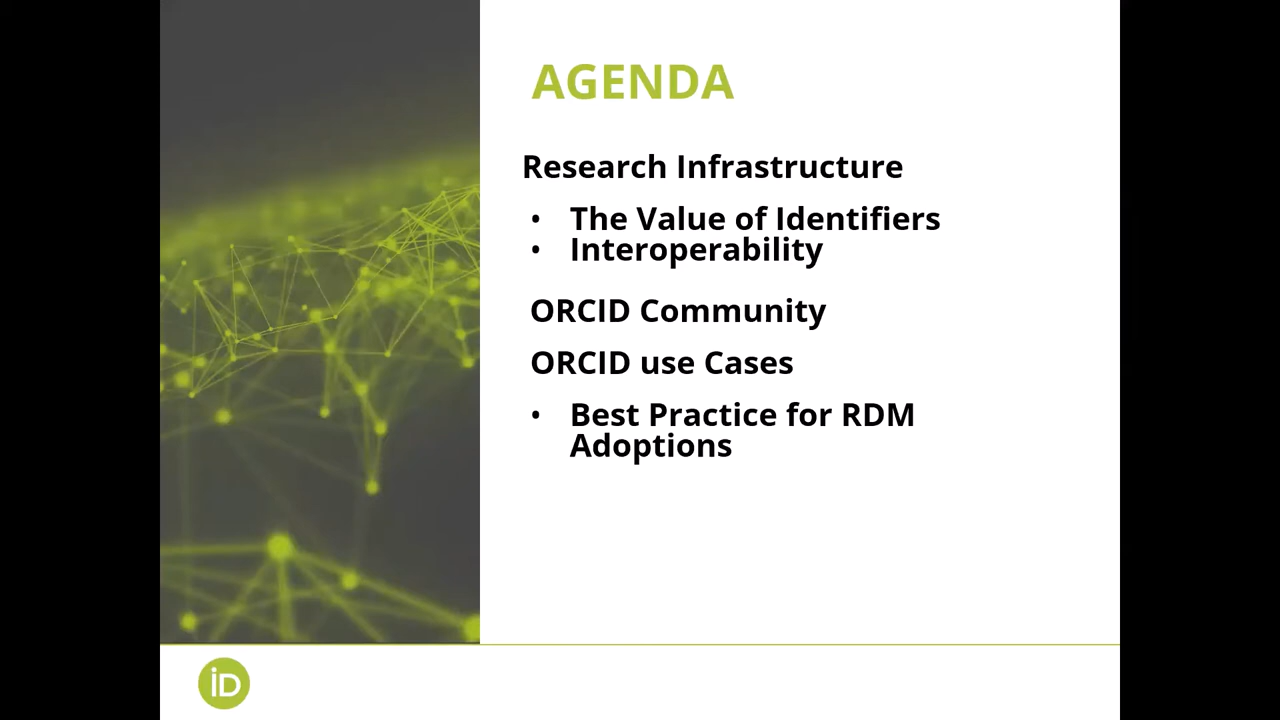 AGENDA
Research Infrastructure
• The Value of Identifiers
• Interoperability
ORCID Community
ORCID use Cases
• Best Practice for RDM
Adoptions
iD